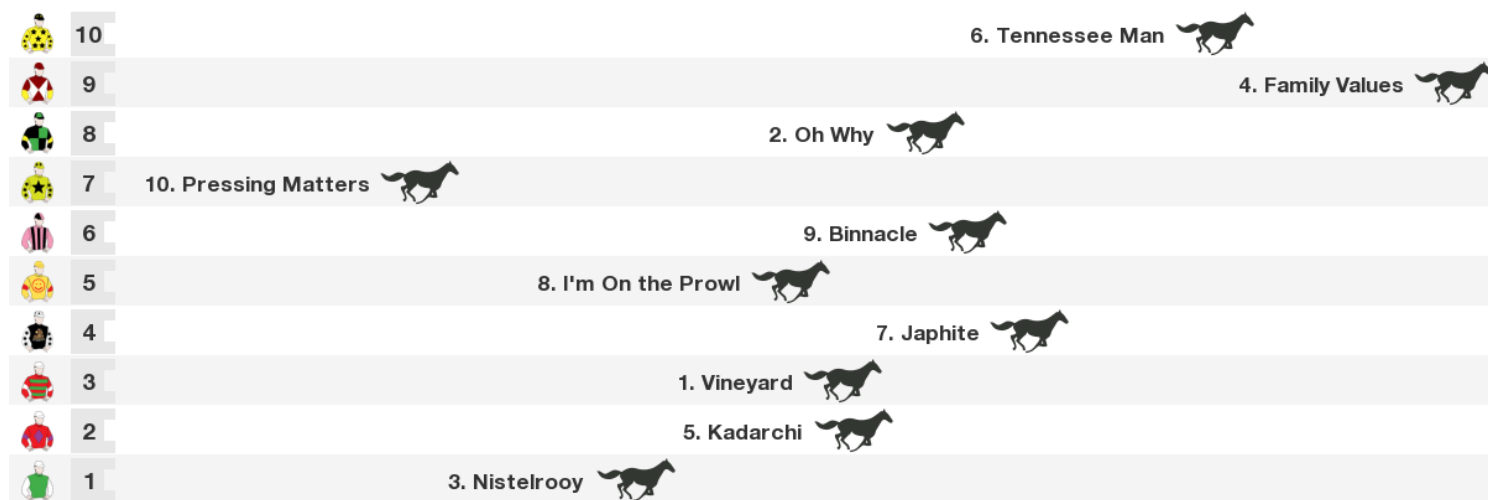 10 6. Tennessee Man
9 4. Family Values
8 2. Oh Why
7 10. Pressing Matters
6 9. Binnacle
5 8. I'm On the Prowl
4 7. Japhite
3 1. Vineyard
2 5. Kadarchi
1 3. Nistelrooy